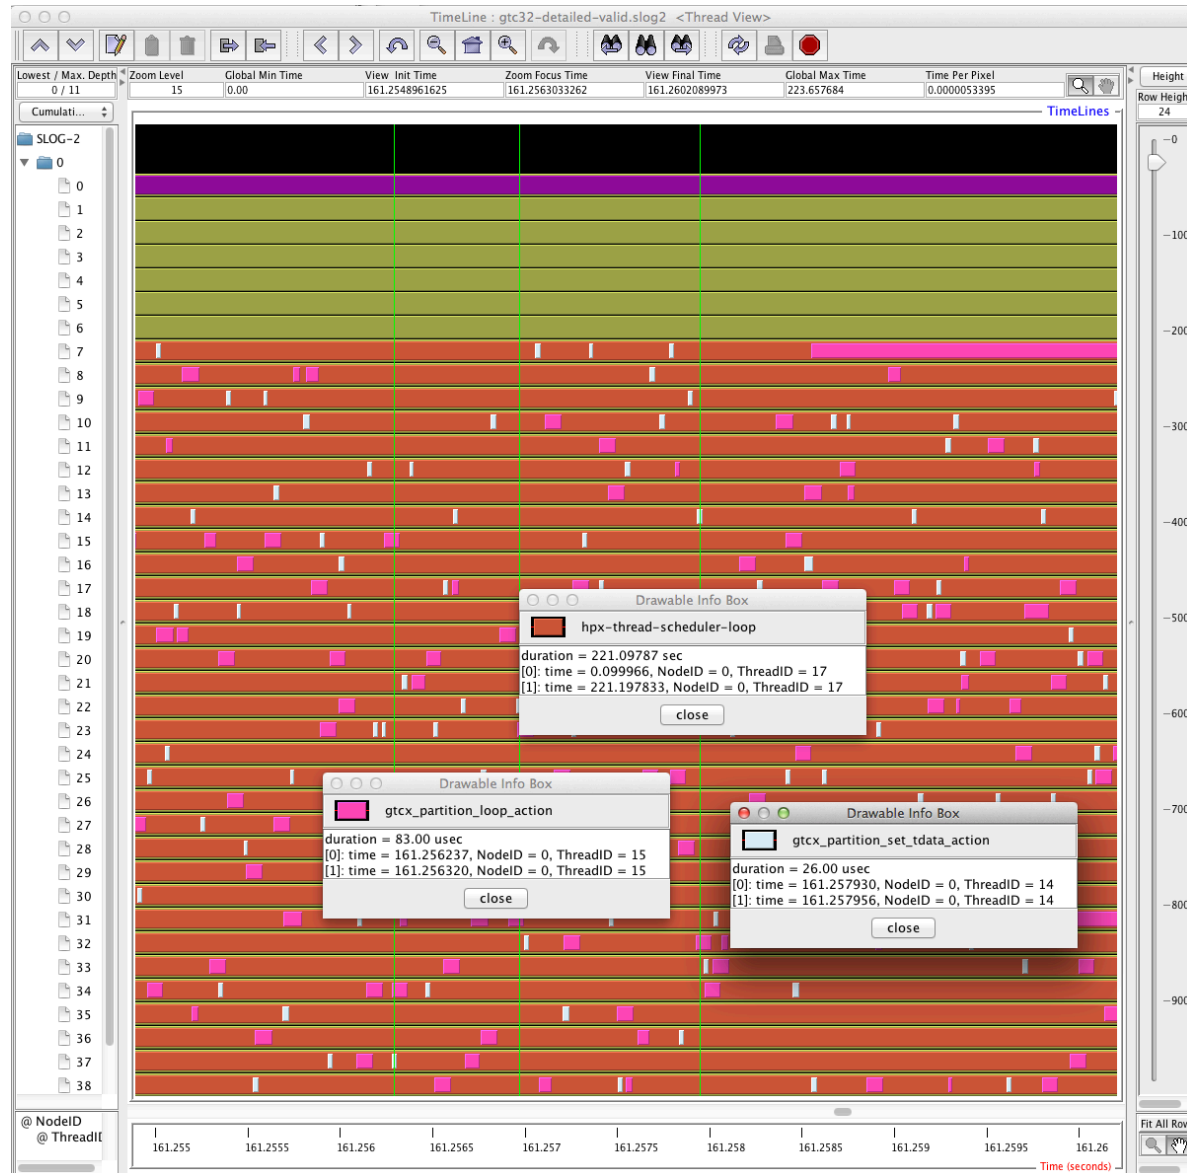 TimeLine : gtc32-detailed-valid.slog2 <Thread View>
Lowest / Max. Depth Zoom Level Global Min Time View Init Time Zoom Focus Time View Final Time Global Max Time Time Per Pixel
0 / 11 15 0.00 161.2548961625 161.2563033262 161.2602089973 223.657684 0.0000053395
Height
Row Heigh
24
Cumulati...
TimeLines
SLOG-2
0
0
1
2
3
4
5
6
7
8
9
10
11
12
13
14
15
16
17
18
19
20
21
22
23
24
25
26
27
28
29
30
31
32
33
34
35
36
37
38
Drawable Info Box
hpx-thread-scheduler-loop
duration = 221.09787 sec
[0]: time = 0.099966, NodeID = 0, ThreadID = 17
[1]: time = 221.197833, NodeID = 0, ThreadID = 17
close
Drawable Info Box
gtcx_partition_loop_action
duration = 83.00 usec
[0]: time = 161.256237, NodeID = 0, ThreadID = 15
[1]: time = 161.256320, NodeID = 0, ThreadID = 15
close
Drawable Info Box
gtcx_partition_set_tdata_action
duration = 26.00 usec
[0]: time = 161.257930, NodeID = 0, ThreadID = 14
[1]: time = 161.257956, NodeID = 0, ThreadID = 14
close
0
100
200
300
400
500
600
700
800
900
@ NodeID
@ ThreadID
161.255 161.2555 161.256 161.2565 161.257 161.2575 161.258 161.2585 161.259 161.2595 161.26
Time (seconds)
Fit All Row